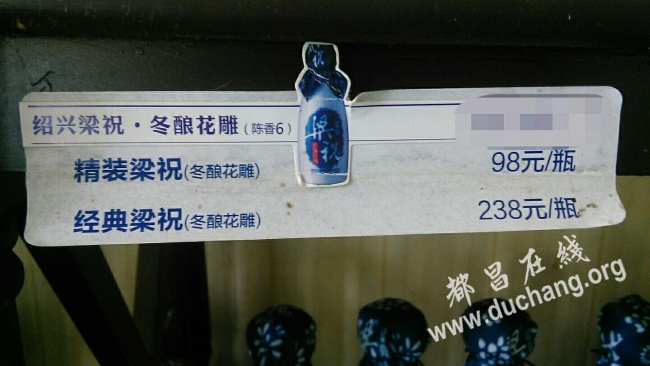 绍兴梁祝·冬酿花雕(陈香6)
梁祝
精装梁祝(冬酿花雕) 98元/瓶
经典梁祝(冬酿花雕) 238元/瓶
都昌在线
www.duchang.org